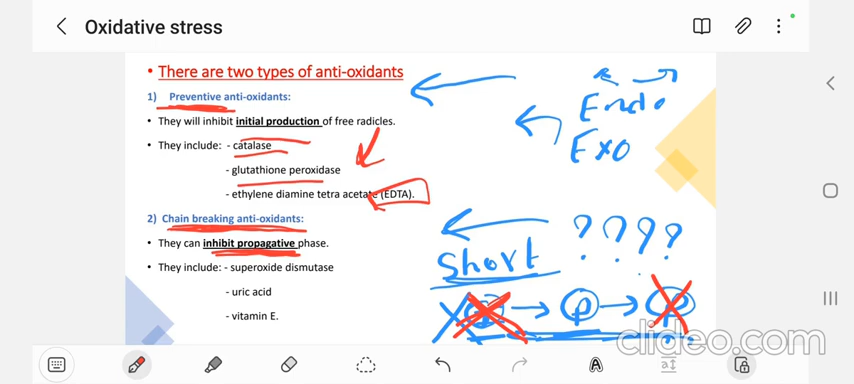 Oxidative stress
• There are two types of anti-oxidants
1) Preventive anti-oxidants:
• They will inhibit initial production of free radicles.
• They include: - catalase
- glutathione peroxidase
- ethylene diamine tetra acetate (EDTA).
2) Chain breaking anti-oxidants:
• They can inhibit propagative phase.
• They include: - superoxide dismutase
- uric acid
- vitamin E.
Endo
Exo
? ? ? ?
Short
P
clideo.com